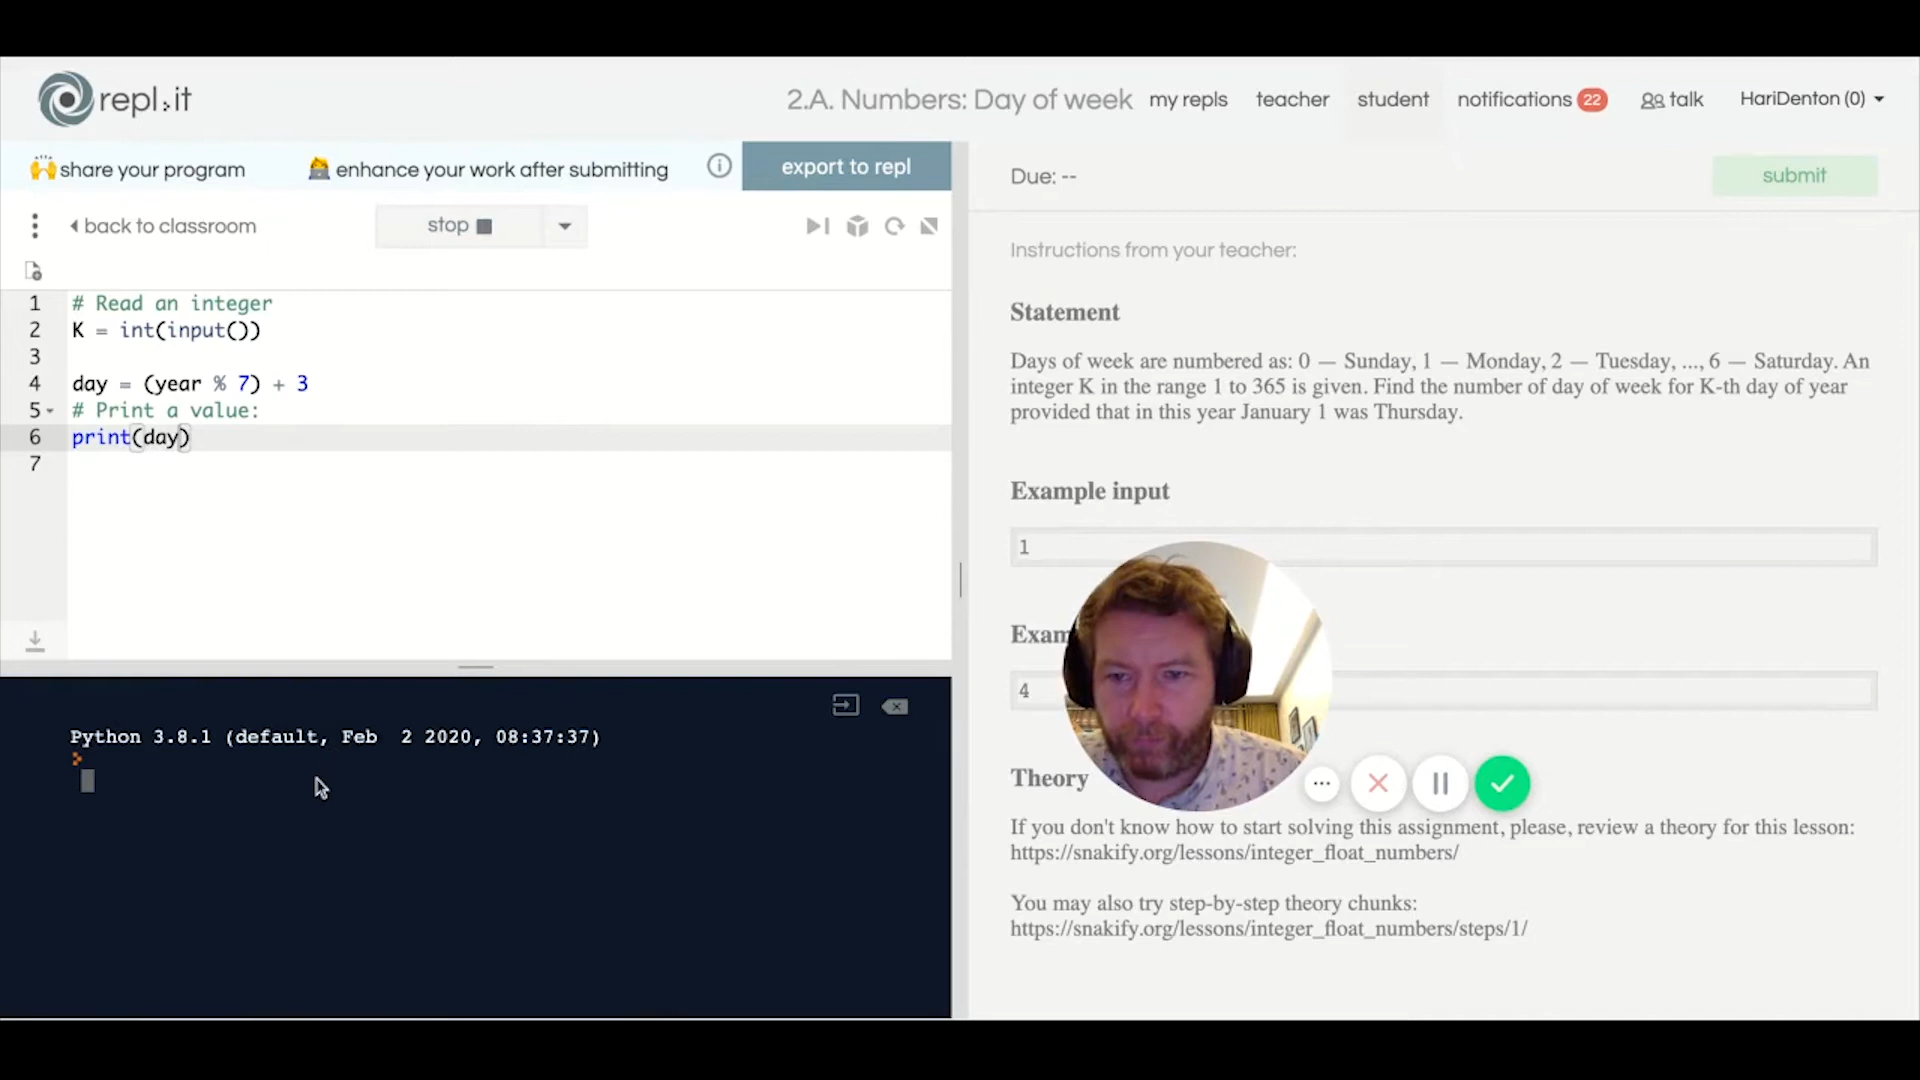 repl.it
2.A. Numbers: Day of week
my repls
teacher
student
notifications 22
talk
HariDenton (0)
share your program
enhance your work after submitting
export to repl
back to classroom
stop
1 # Read an integer
2 K = int(input())
3
4 day = (year % 7) + 3
5 # Print a value:
6 print(day)
7
Python 3.8.1 (default, Feb  2 2020, 08:37:37)
Due: --
submit
Instructions from your teacher:
Statement
Days of week are numbered as: 0 — Sunday, 1 — Monday, 2 — Tuesday, ..., 6 — Saturday. An
integer K in the range 1 to 365 is given. Find the number of day of week for K-th day of year
provided that in this year January 1 was Thursday.
Example input
1
Exam
4
Theory
If you don't know how to start solving this assignment, please, review a theory for this lesson:
https://snakify.org/lessons/integer_float_numbers/
You may also try step-by-step theory chunks:
https://snakify.org/lessons/integer_float_numbers/steps/1/